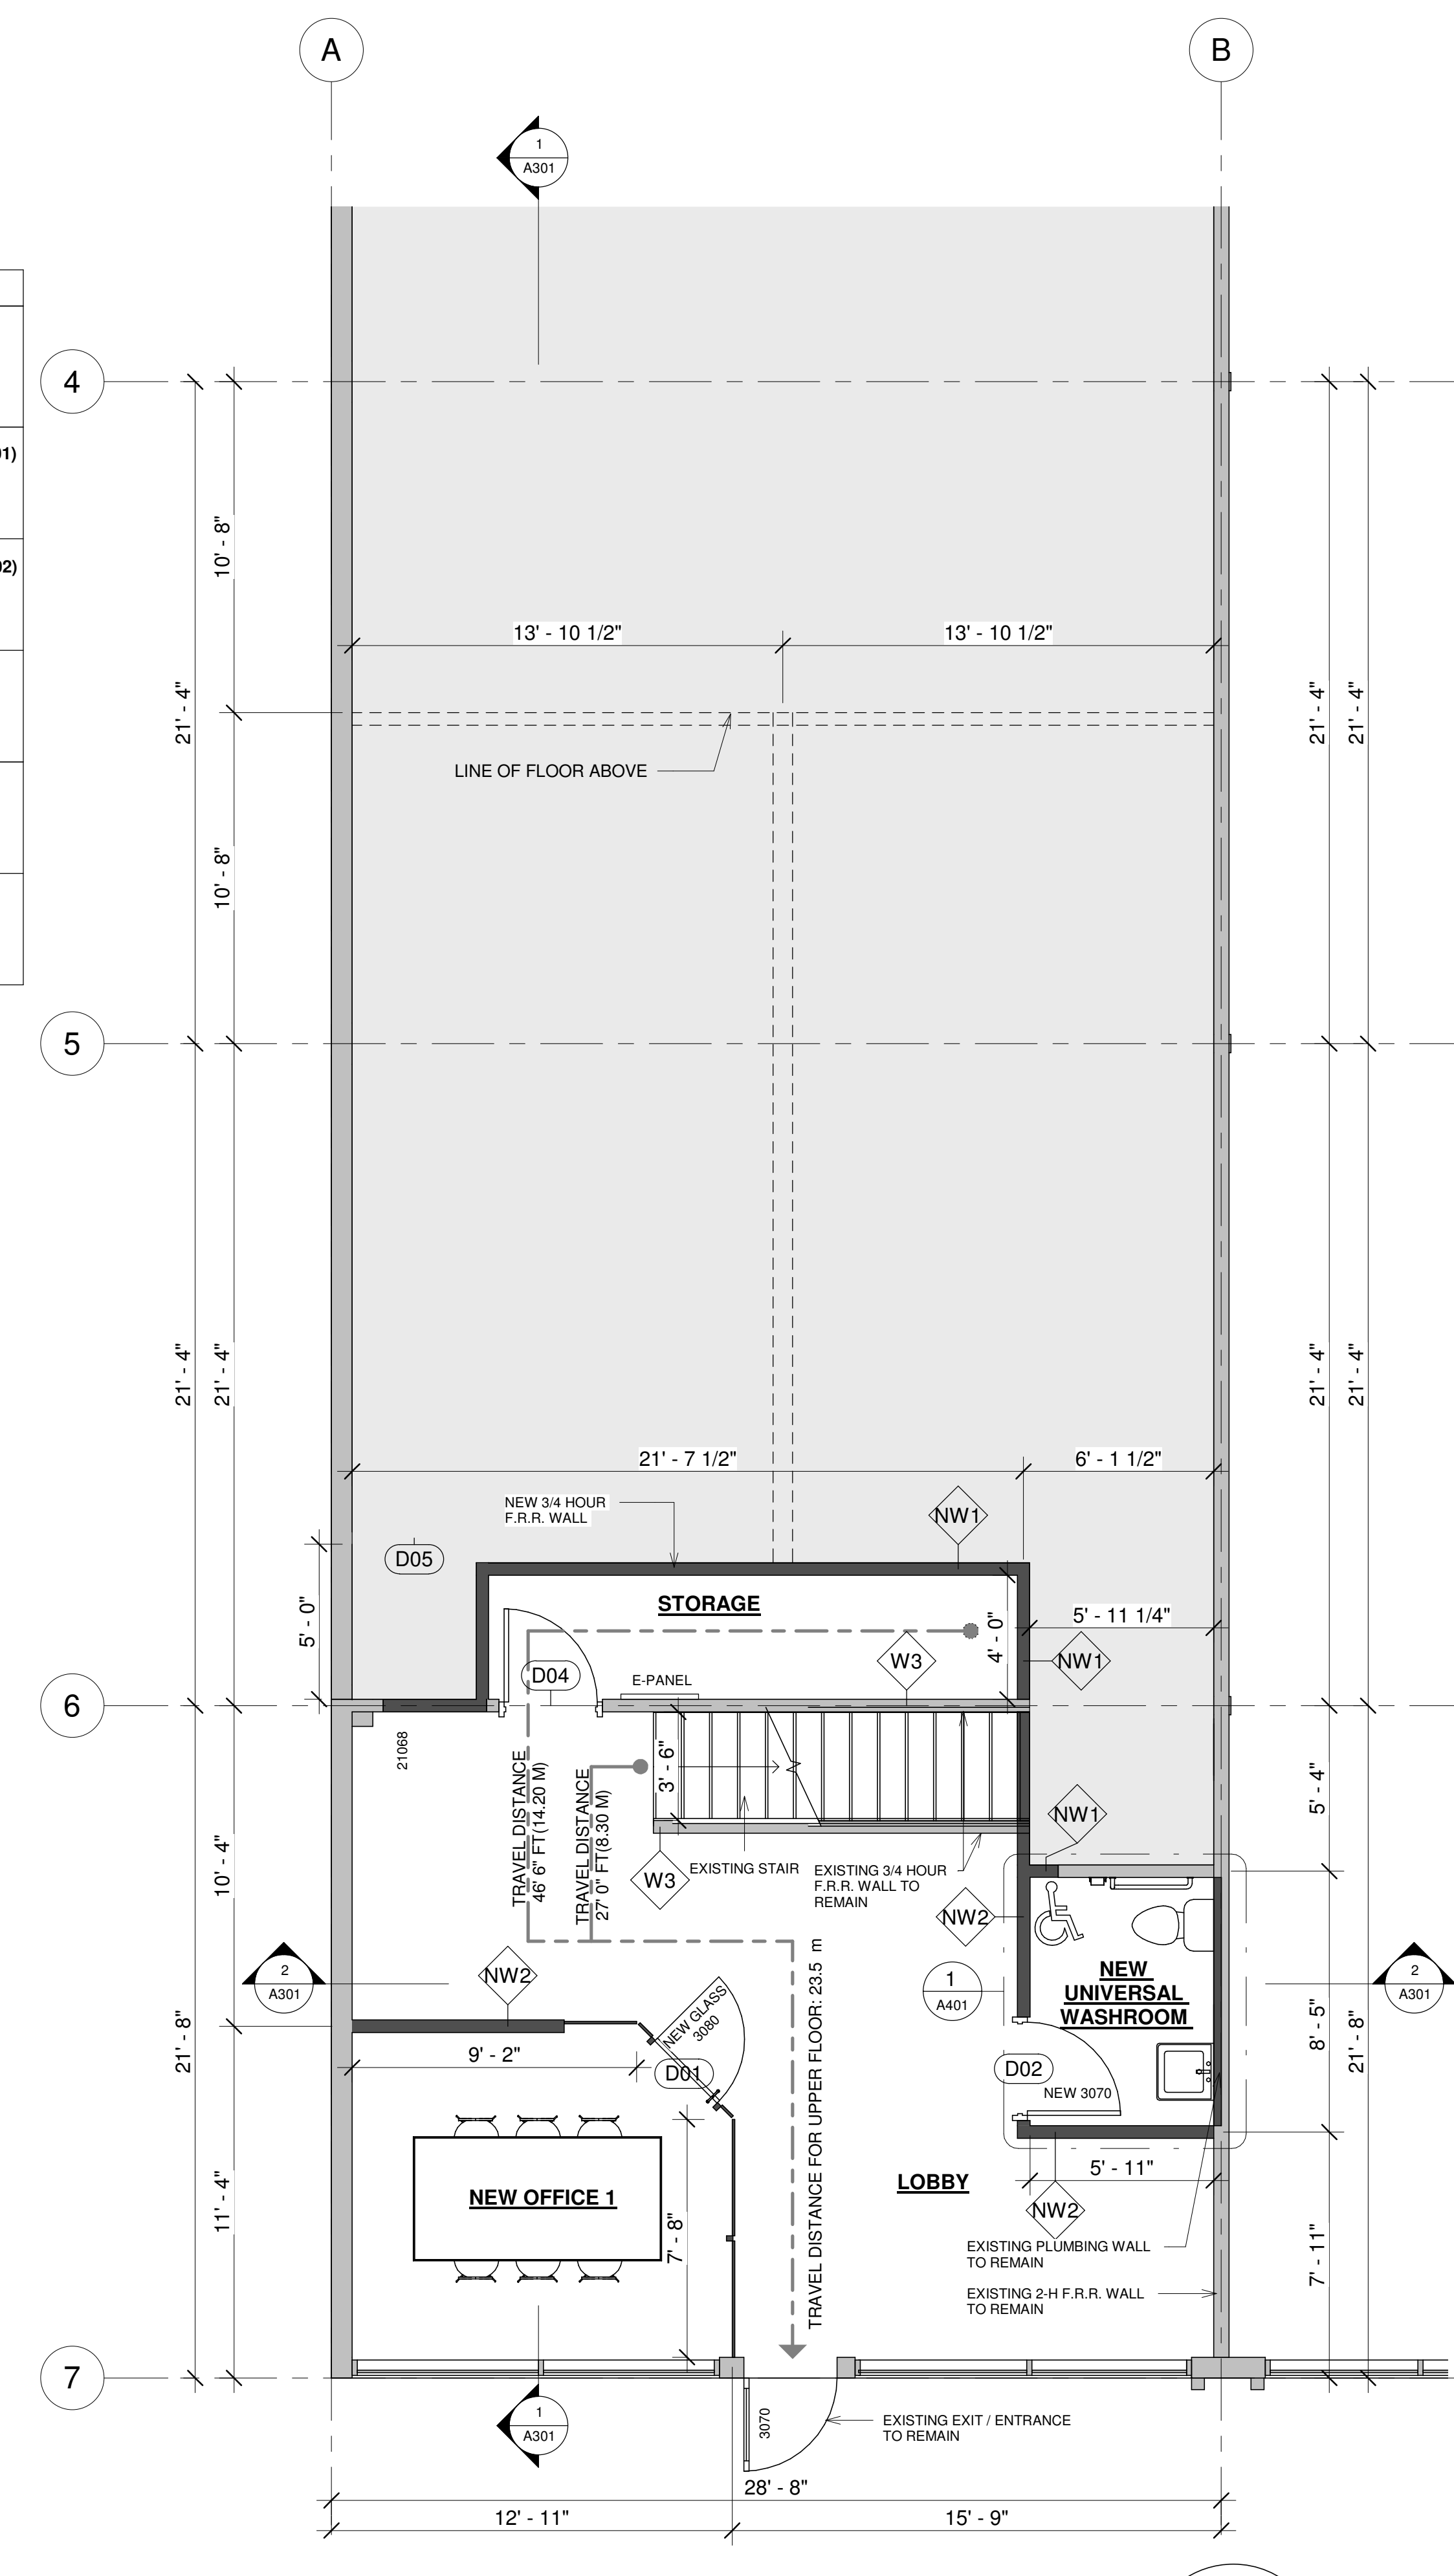 A
B
1
A301
4
01)
02)
10' - 8"
13' - 10 1/2"
13' - 10 1/2"
21' - 4"
21' - 4"
21' - 4"
LINE OF FLOOR ABOVE
10' - 8"
5
21' - 4"
21' - 4"
21' - 4"
21' - 4"
21' - 7 1/2"
6' - 1 1/2"
NEW 3/4 HOUR
F.R.R. WALL
NW1
D05
STORAGE
5' - 0"
4' - 0"
5' - 11 1/4"
W3
NW1
D04
E-PANEL
6
21068
TRAVEL DISTANCE
46' 6" FT(14.20 M)
TRAVEL DISTANCE
27' 0" FT(8.30 M)
3' - 6"
5' - 4"
NW1
10' - 4"
W3
EXISTING STAIR
EXISTING 3/4 HOUR
F.R.R. WALL TO
REMAIN
NW2
2
A301
NW2
1
A401
NEW
UNIVERSAL
WASHROOM
2
A301
NEW GLASS
3080
TRAVEL DISTANCE FOR UPPER FLOOR: 23.5 m
21' - 8"
9' - 2"
D01
D02
NEW 3070
8' - 5"
21' - 8"
5' - 11"
LOBBY
NEW OFFICE 1
11' - 4"
7' - 8"
NW2
EXISTING PLUMBING WALL
TO REMAIN
7' - 11"
EXISTING 2-H F.R.R. WALL
TO REMAIN
7
1
A301
3070
EXISTING EXIT / ENTRANCE
TO REMAIN
28' - 8"
12' - 11"
15' - 9"